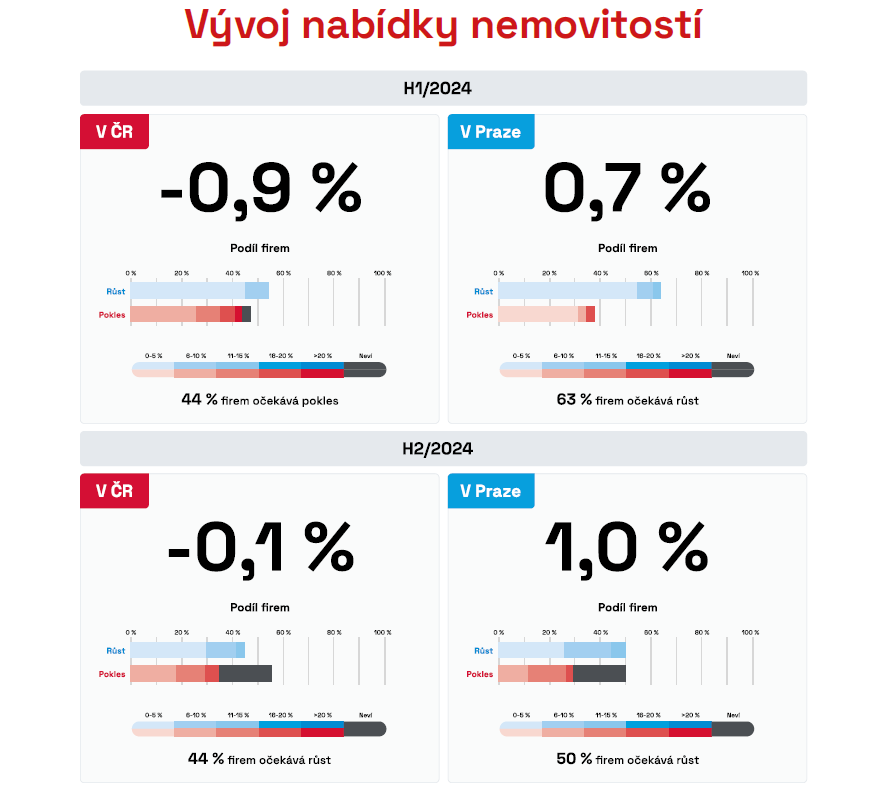 Vývoj nabídky nemovitostí
H1/2024
V ČR
-0,9 %
Podíl firem
0 % 20 % 40 % 60 % 80 % 100 %
Růst
Pokles
0-5 % 6-10 % 11-15 % 16-20 % >20 % Neví
44 % firem očekává pokles
V Praze
0,7 %
Podíl firem
0 % 20 % 40 % 60 % 80 % 100 %
Růst
Pokles
0-5 % 6-10 % 11-15 % 16-20 % >20 % Neví
63 % firem očekává růst
H2/2024
V ČR
-0,1 %
Podíl firem
0 % 20 % 40 % 60 % 80 % 100 %
Růst
Pokles
0-5 % 6-10 % 11-15 % 16-20 % >20 % Neví
44 % firem očekává růst
V Praze
1,0 %
Podíl firem
0 % 20 % 40 % 60 % 80 % 100 %
Růst
Pokles
0-5 % 6-10 % 11-15 % 16-20 % >20 % Neví
50 % firem očekává růst